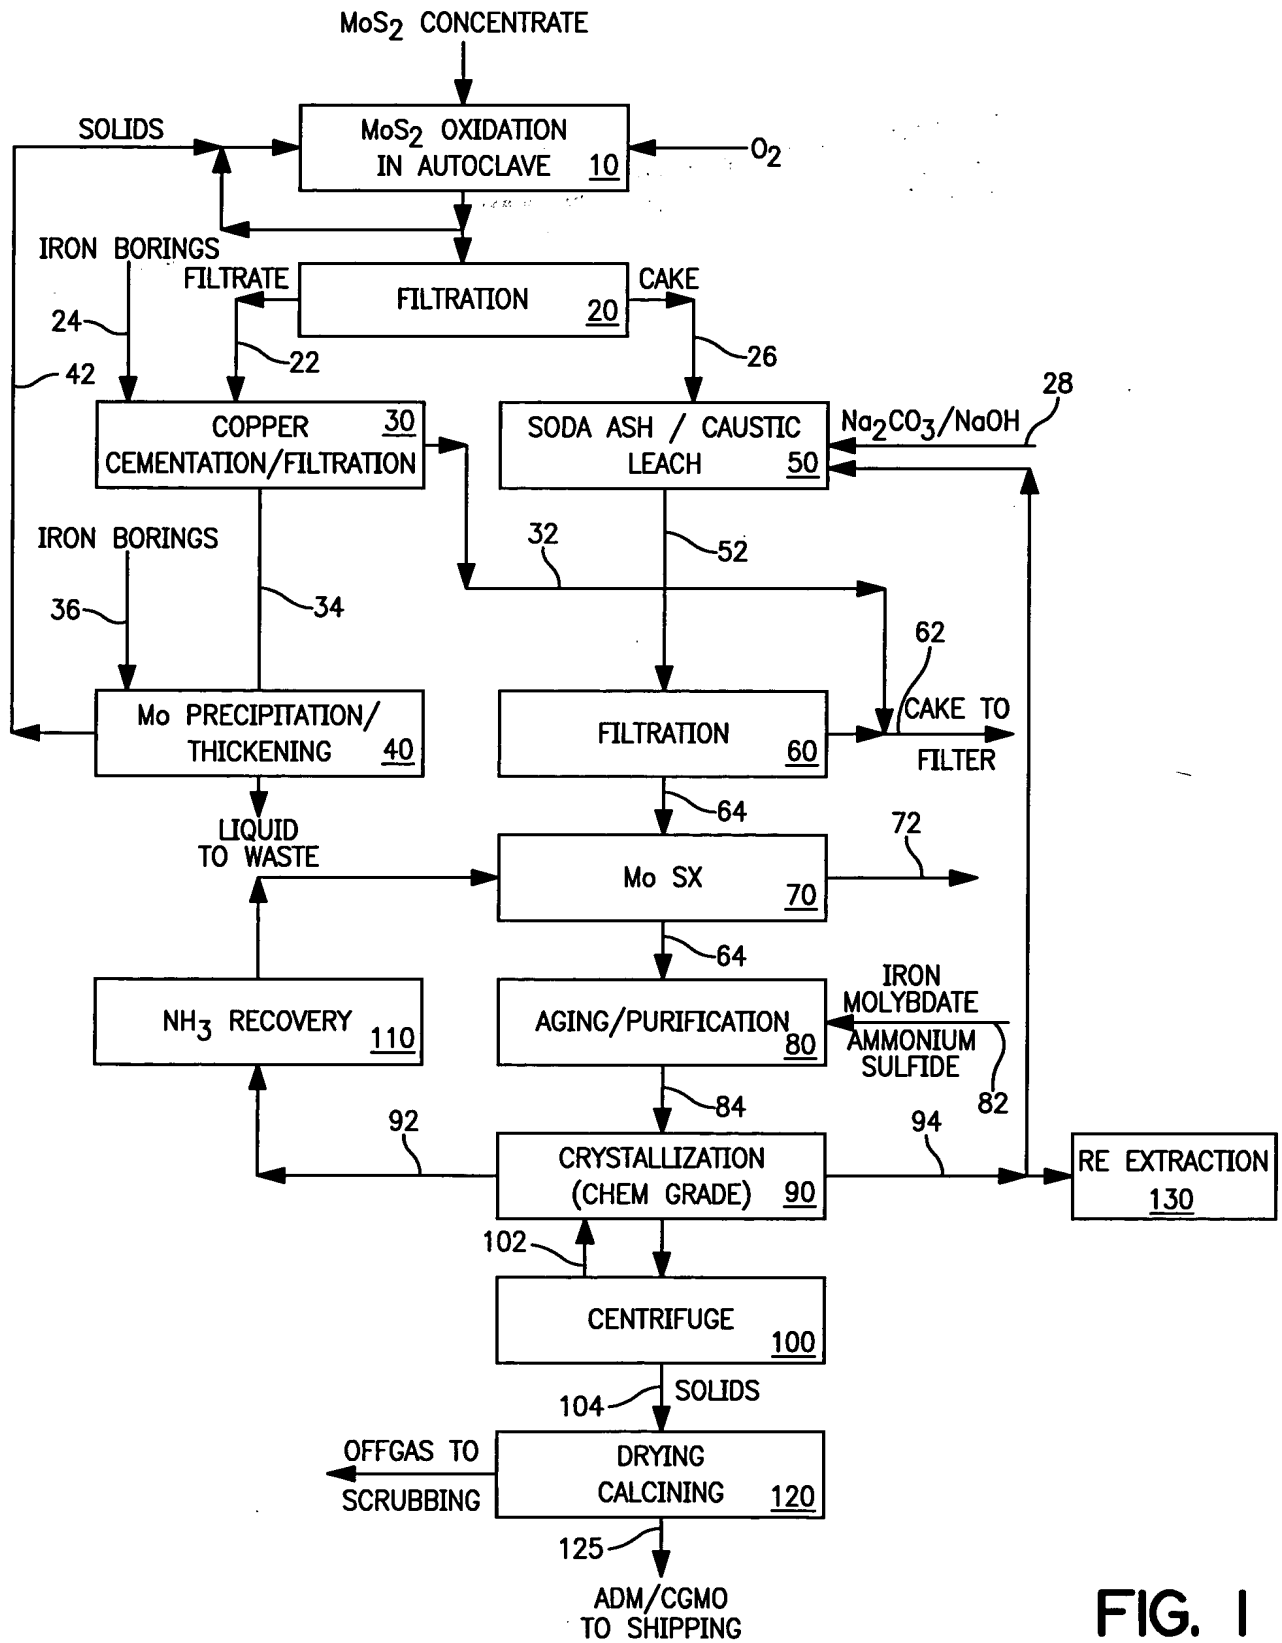 MoS2 CONCENTRATE
SOLIDS
MoS2 OXIDATION
IN AUTOCLAVE 10
O2
IRON BORINGS
FILTRATE
CAKE
FILTRATION 20
24
22
26
42
28
COPPER 30
CEMENTATION/FILTRATION
SODA ASH / CAUSTIC
LEACH 50
Na2CO3/NaOH
IRON BORINGS
32
52
36
34
62
Mo PRECIPITATION/
THICKENING 40
FILTRATION 60
CAKE TO
FILTER
64
LIQUID
TO WASTE
72
Mo SX 70
64
NH3 RECOVERY 110
AGING/PURIFICATION 80
IRON
MOLYBDATE
AMMONIUM
SULFIDE
82
84
92
94
CRYSTALLIZATION
(CHEM GRADE) 90
RE EXTRACTION
130
102
CENTRIFUGE 100
104
SOLIDS
OFFGAS TO
SCRUBBING
DRYING
CALCINING 120
125
ADM/CGMO
TO SHIPPING
FIG. 1